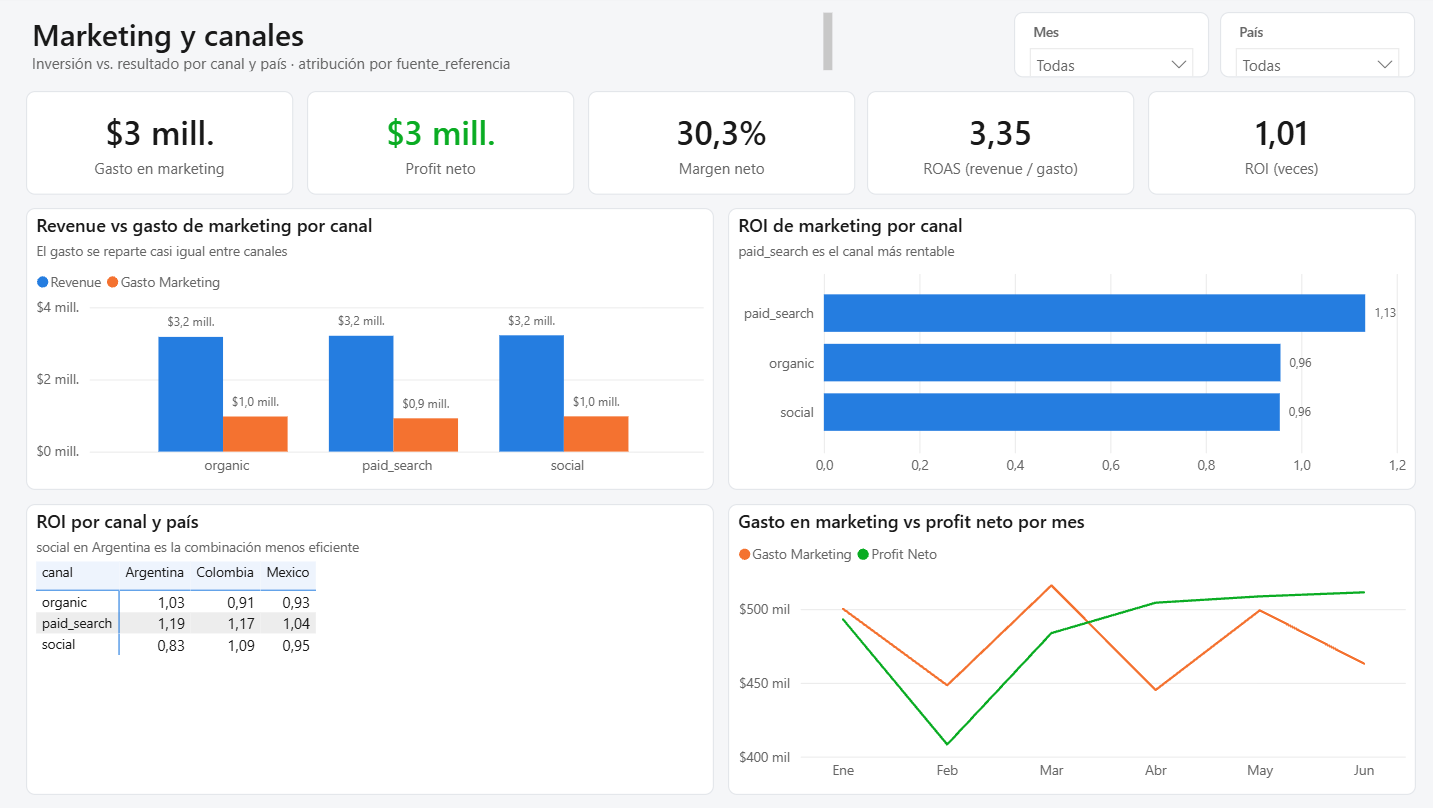 Marketing y canales
Inversión vs. resultado por canal y país · atribución por fuente_referencia
Mes
Todas
País
Todas
$3 mill.
Gasto en marketing
$3 mill.
Profit neto
30,3%
Margen neto
3,35
ROAS (revenue / gasto)
1,01
ROI (veces)
Revenue vs gasto de marketing por canal
El gasto se reparte casi igual entre canales
Revenue Gasto Marketing
$4 mill.
$2 mill.
$0 mill.
$3,2 mill.
$1,0 mill.
$3,2 mill.
$0,9 mill.
$3,2 mill.
$1,0 mill.
organic paid_search social
ROI de marketing por canal
paid_search es el canal más rentable
paid_search 1,13
organic 0,96
social 0,96
0,0 0,2 0,4 0,6 0,8 1,0 1,2
ROI por canal y país
social en Argentina es la combinación menos eficiente
canal Argentina Colombia Mexico
organic 1,03 0,91 0,93
paid_search 1,19 1,17 1,04
social 0,83 1,09 0,95
Gasto en marketing vs profit neto por mes
Gasto Marketing Profit Neto
$500 mil
$450 mil
$400 mil
Ene Feb Mar Abr May Jun